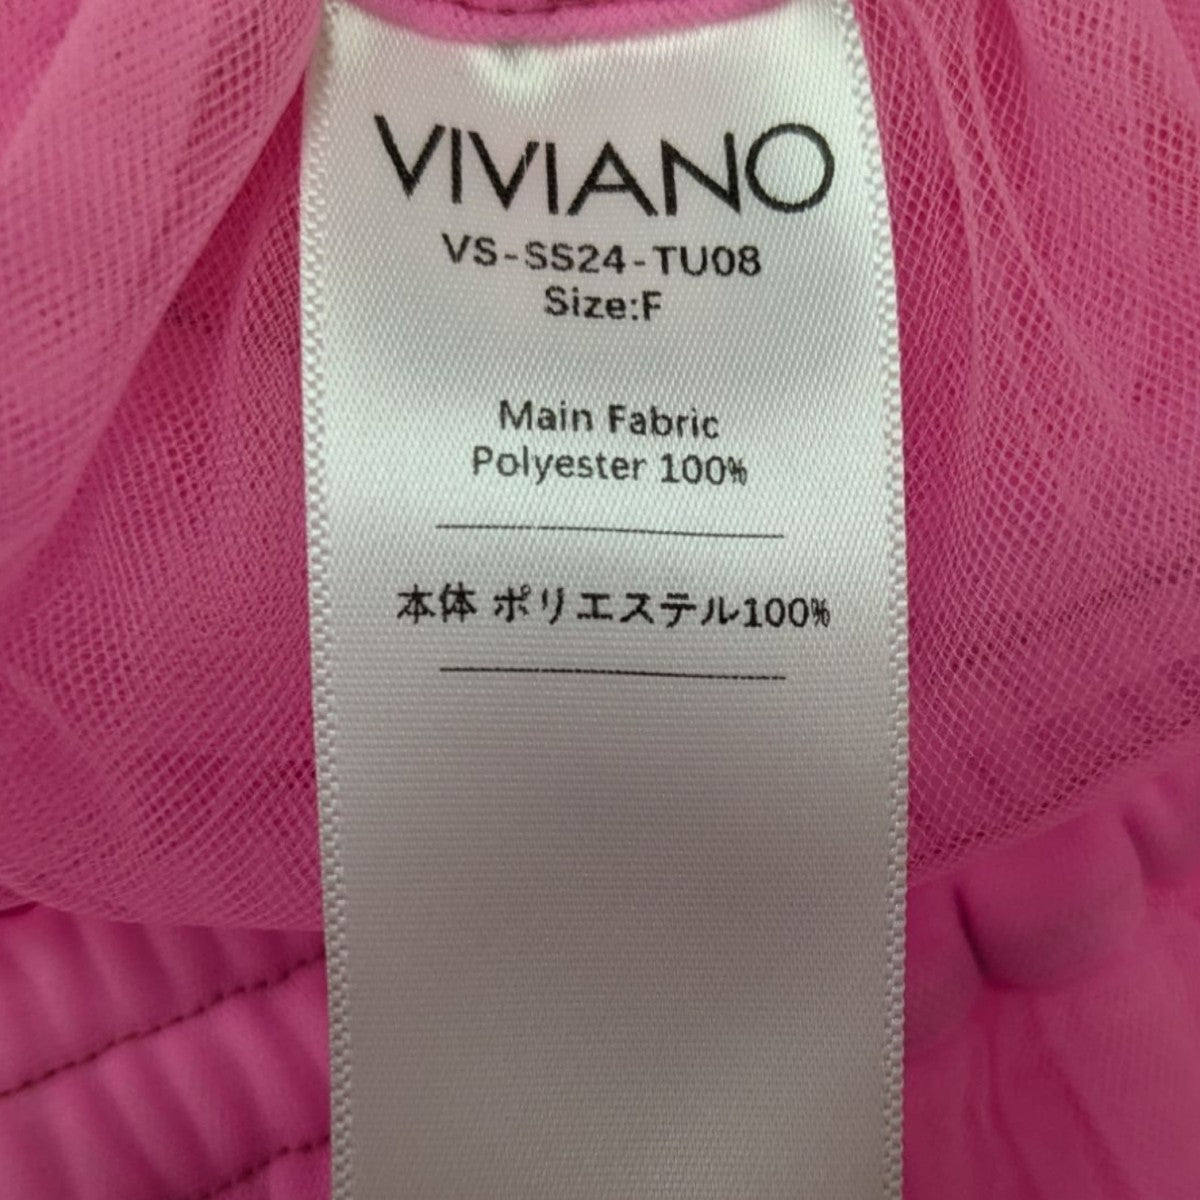 VIVIANO
VS-SS24-TU08
Size:F
Main Fabric
Polyester 100%
本体 ポリエステル100%